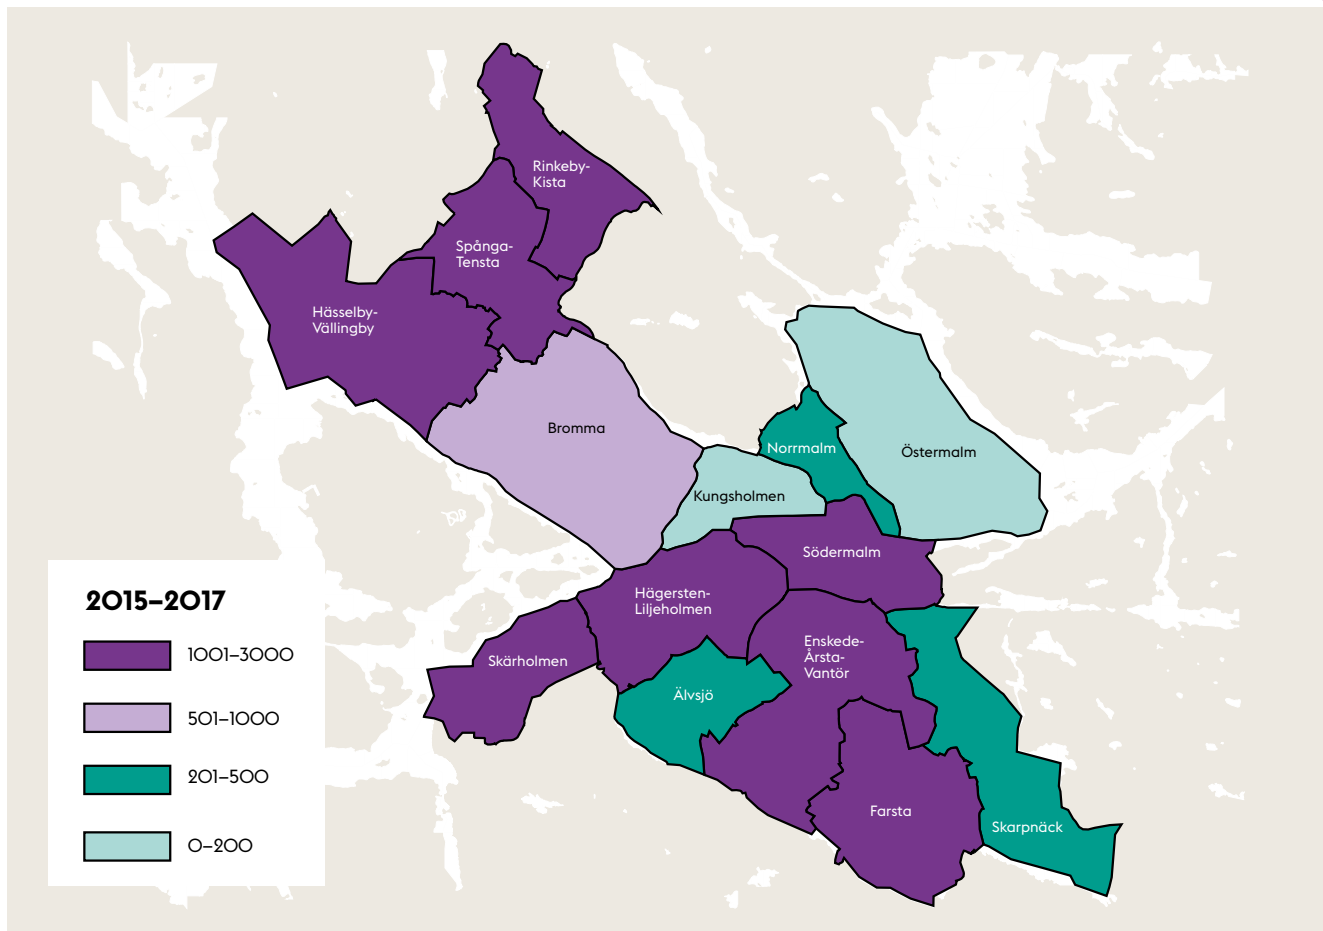 Rinkeby-
Kista
Spånga-
Tensta
Hässelby-
Vällingby
Bromma
Norrmalm
Östermalm
Kungsholmen
Södermalm
Hägersten-
Liljeholmen
Enskede-
Årsta-
Vantör
Skärholmen
Älvsjö
Farsta
Skarpnäck
2015–2017
1001–3000
501–1000
201–500
0–200